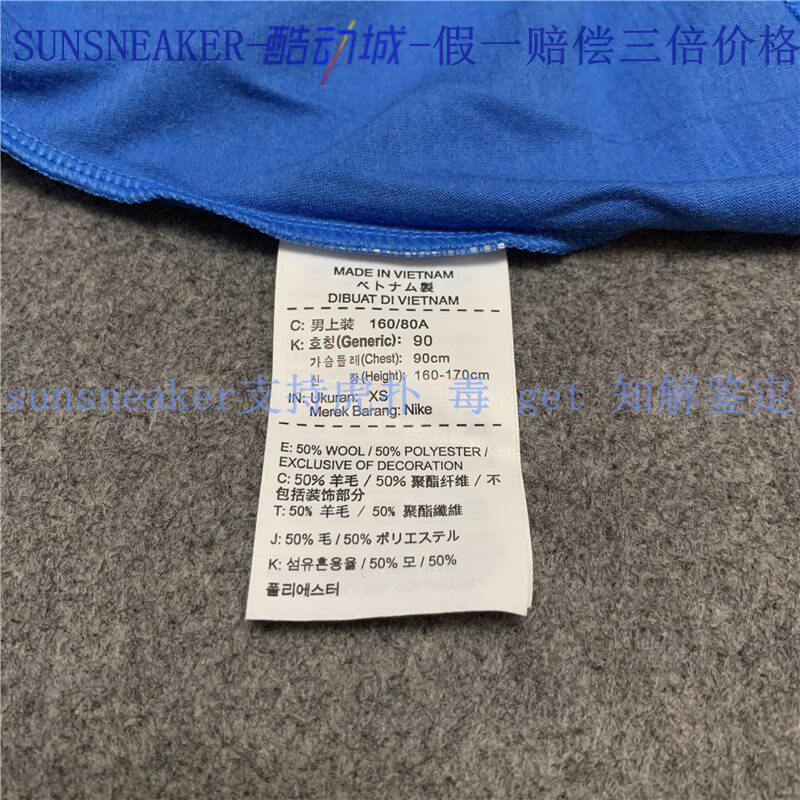 SUNSNEAKER-酷动城-假一赔偿三倍价格
MADE IN VIETNAM
ベトナム製
DIBUAT DI VIETNAM
C: 男上装 160/80A
K: 호칭(Generic): 90
가슴둘레(Chest): 90cm
신 장(Height): 160-170cm
sunsneaker支持虎扑 毒 get 知解鉴定
IN: Ukuran: XS
Merek Barang: Nike
E: 50% WOOL / 50% POLYESTER /
EXCLUSIVE OF DECORATION
C: 50% 羊毛 / 50% 聚酯纤维 / 不
包括装饰部分
T: 50% 羊毛 / 50% 聚酯纖維
J: 50% 毛 / 50% ポリエステル
K: 섬유혼용율 / 50% 모 / 50%
폴리에스터